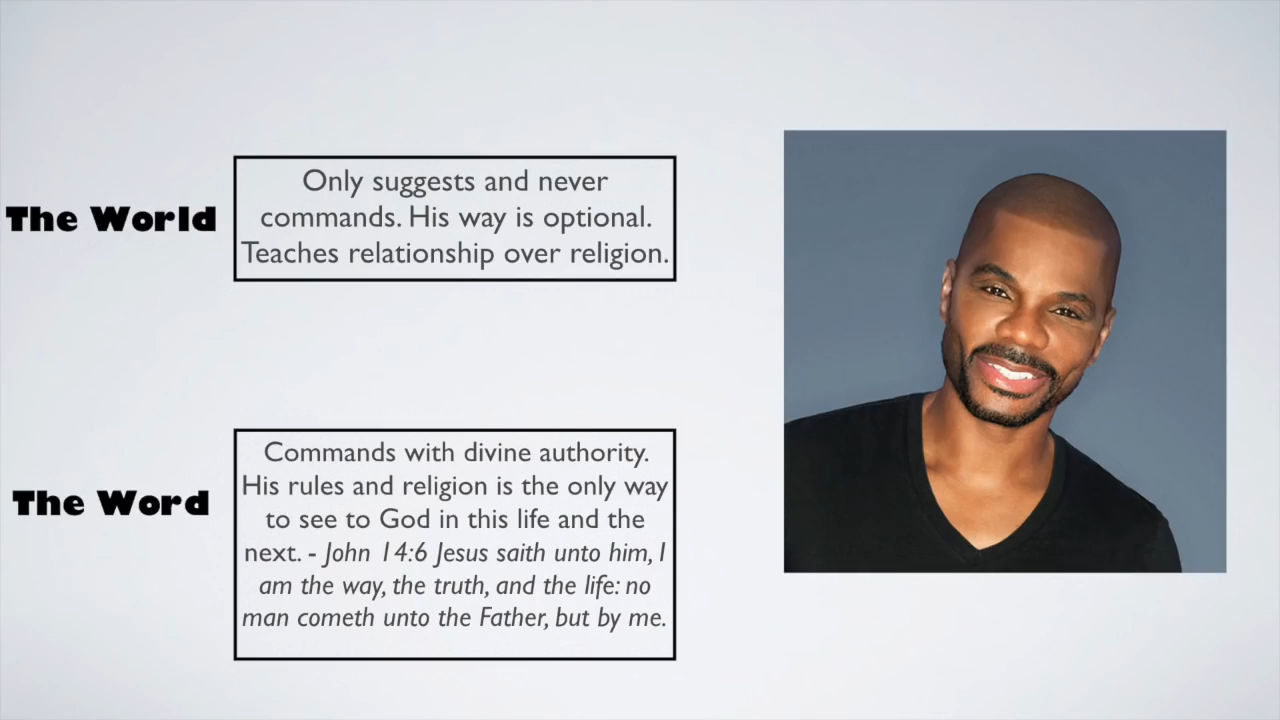 The World
Only suggests and never
commands. His way is optional.
Teaches relationship over religion.
The Word
Commands with divine authority.
His rules and religion is the only way
to see to God in this life and the
next. - John 14:6 Jesus saith unto him, I
am the way, the truth, and the life: no
man cometh unto the Father, but by me.